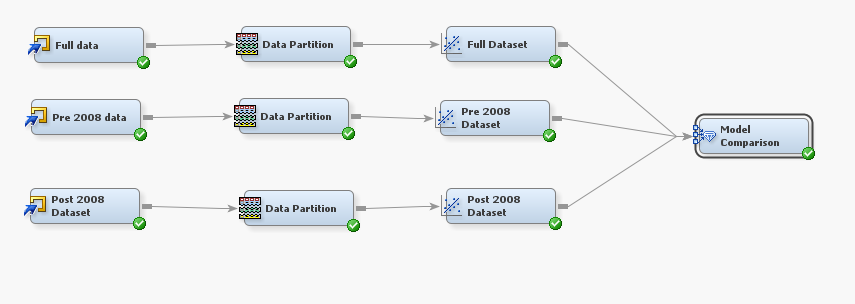 Full data
Data Partition
Full Dataset
Pre 2008 data
Data Partition
Pre 2008
Dataset
Model
Comparison
Post 2008
Dataset
Data Partition
Post 2008
Dataset